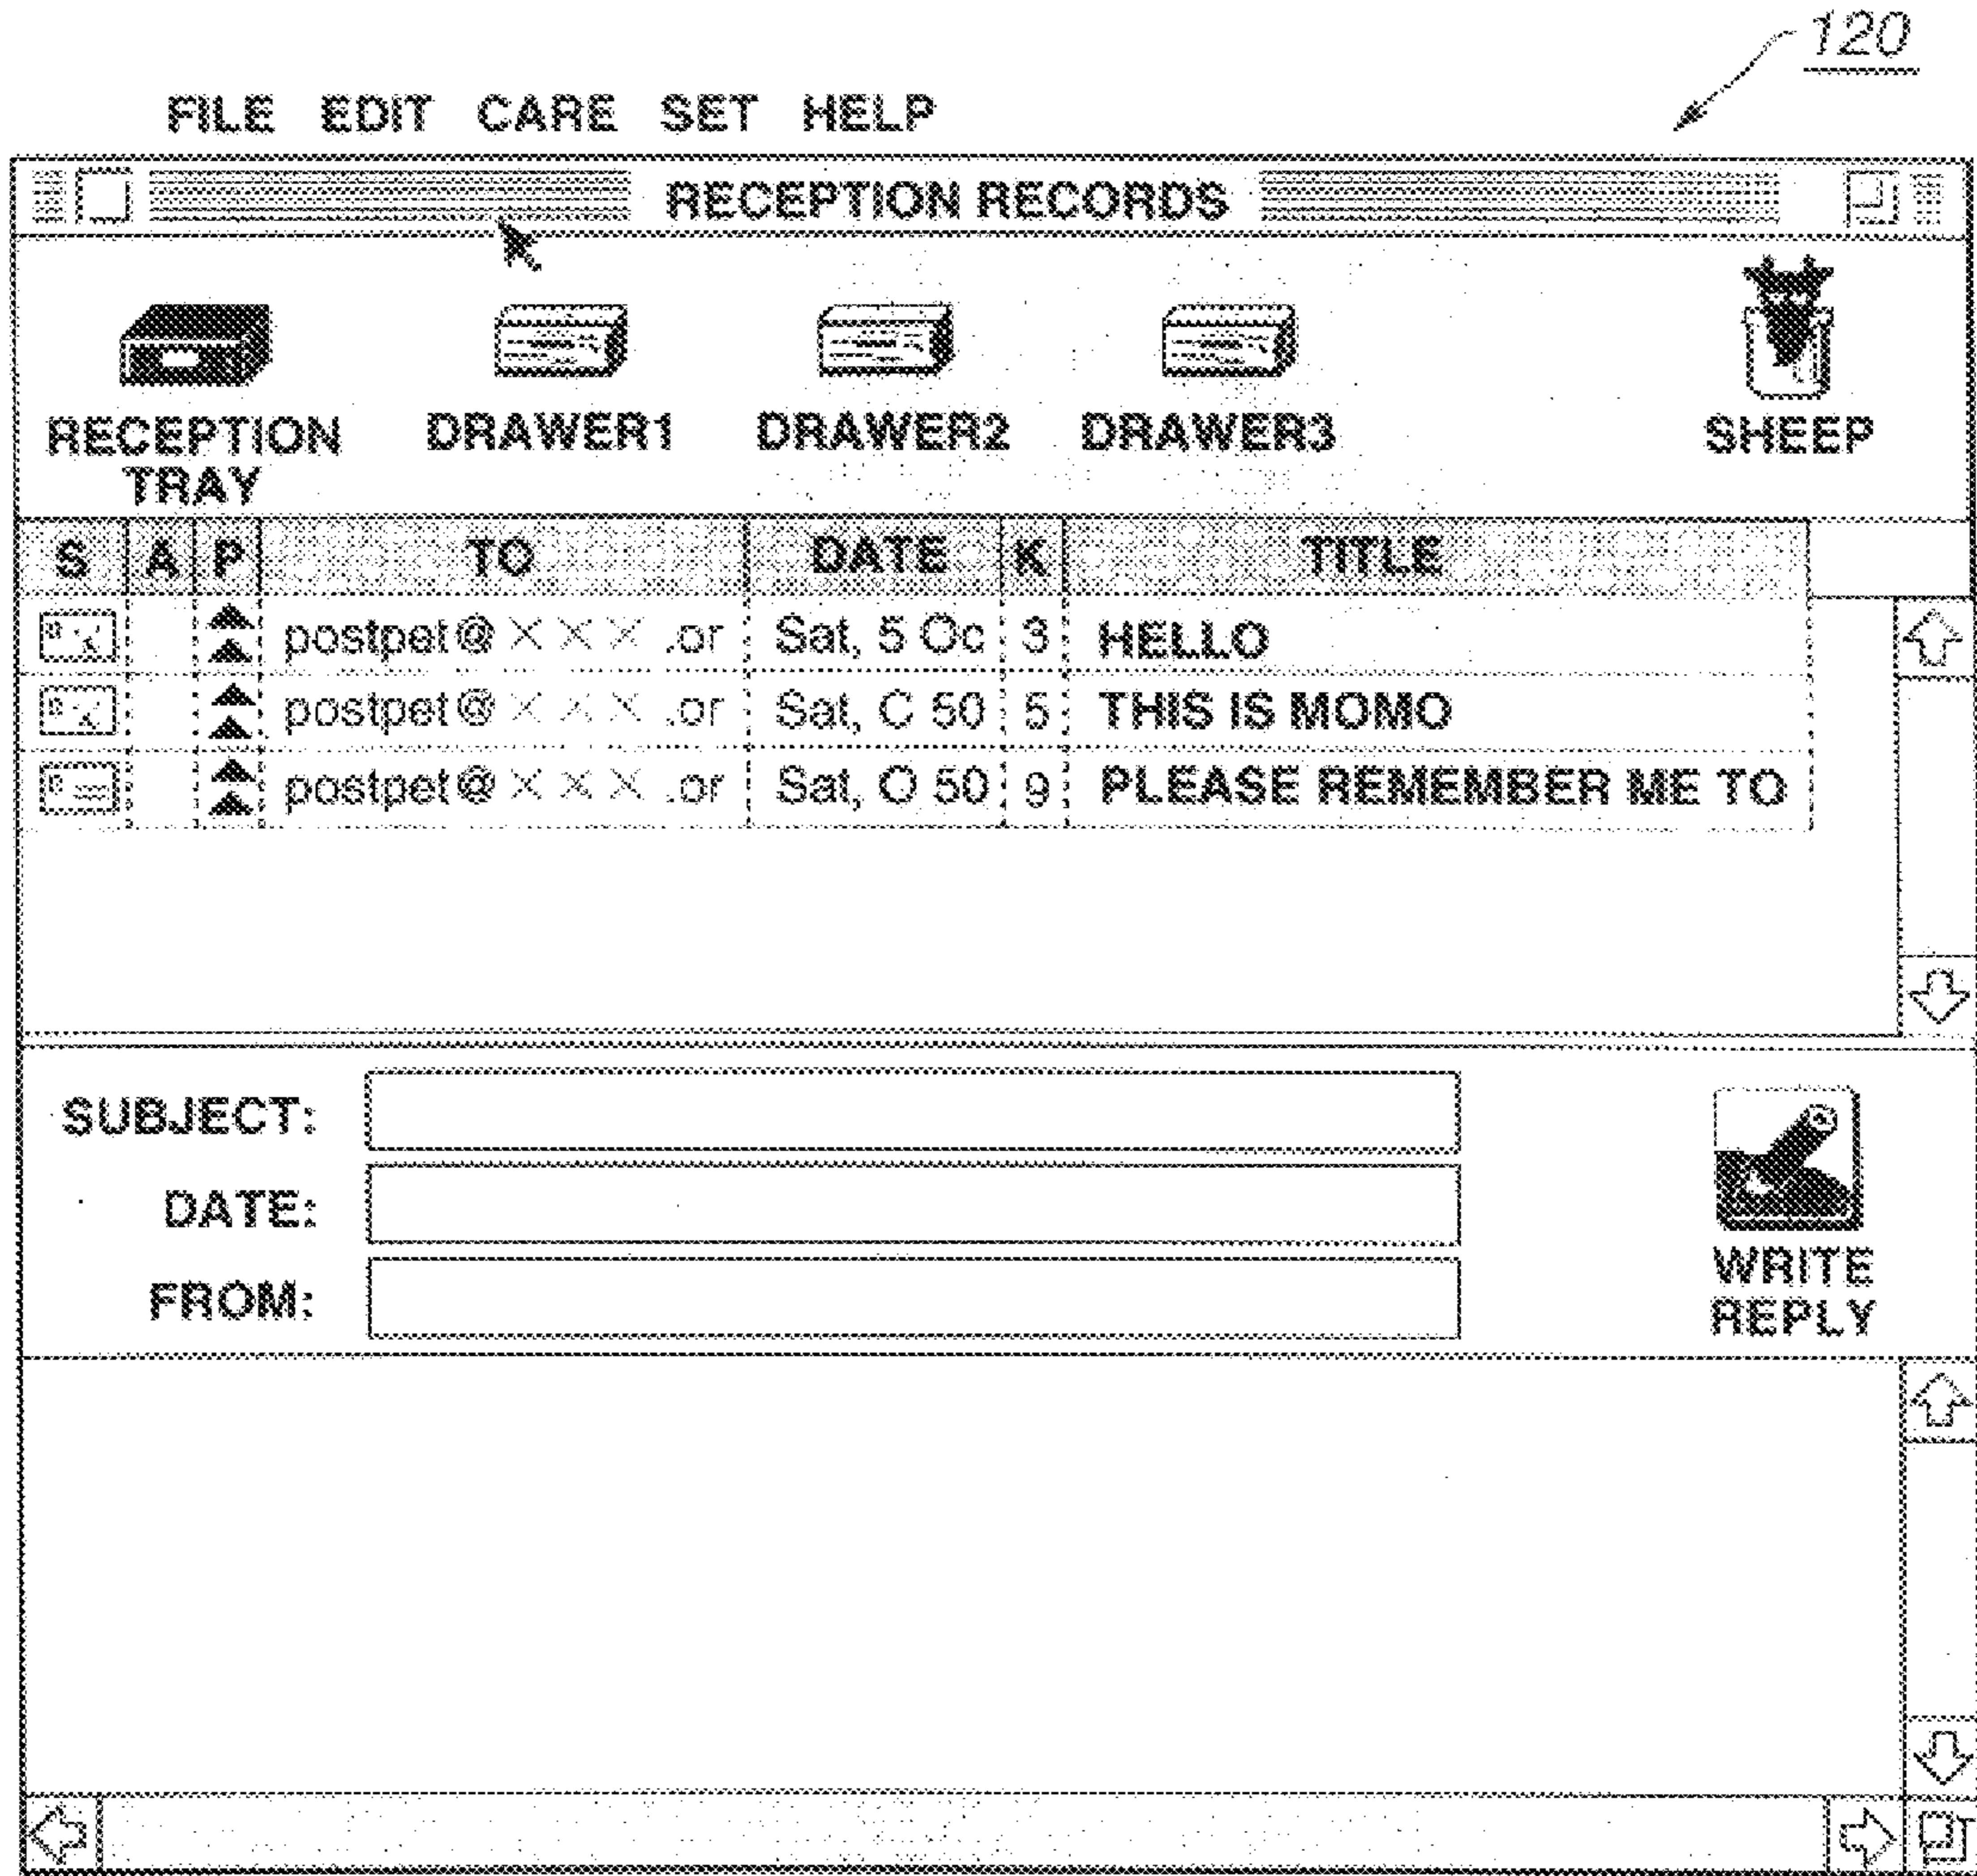 120
FILE EDIT CARE SET HELP
RECEPTION RECORDS
RECEPTION TRAY
DRAWER1
DRAWER2
DRAWER3
SHEEP
S A P TO DATE K TITLE
postpet@××× .or Sat, 5 Oc 3 HELLO
postpet@××× .or Sat, C 50 5 THIS IS MOMO
postpet@××× .or Sat, O 50 9 PLEASE REMEMBER ME TO
SUBJECT:
DATE:
FROM:
WRITE
REPLY